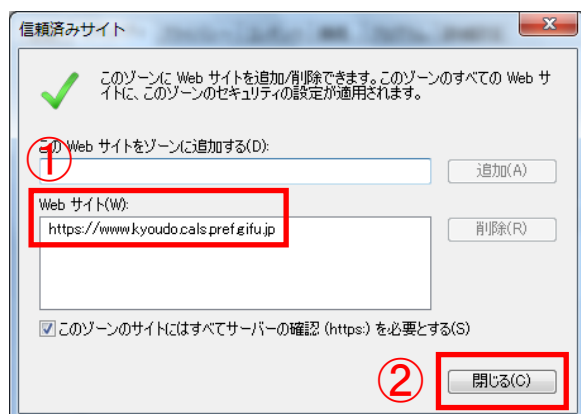 信頼済みサイト
このゾーンに Web サイトを追加/削除できます。このゾーンのすべての Web サ
イトに、このゾーンのセキュリティの設定が適用されます。
①
この Web サイトをゾーンに追加する(D):
追加(A)
Web サイト(W):
https://www.kyoudo.cals.pref.gifu.jp
削除(R)
このゾーンのサイトにはすべてサーバーの確認 (https:) を必要とする(S)
②
閉じる(C)